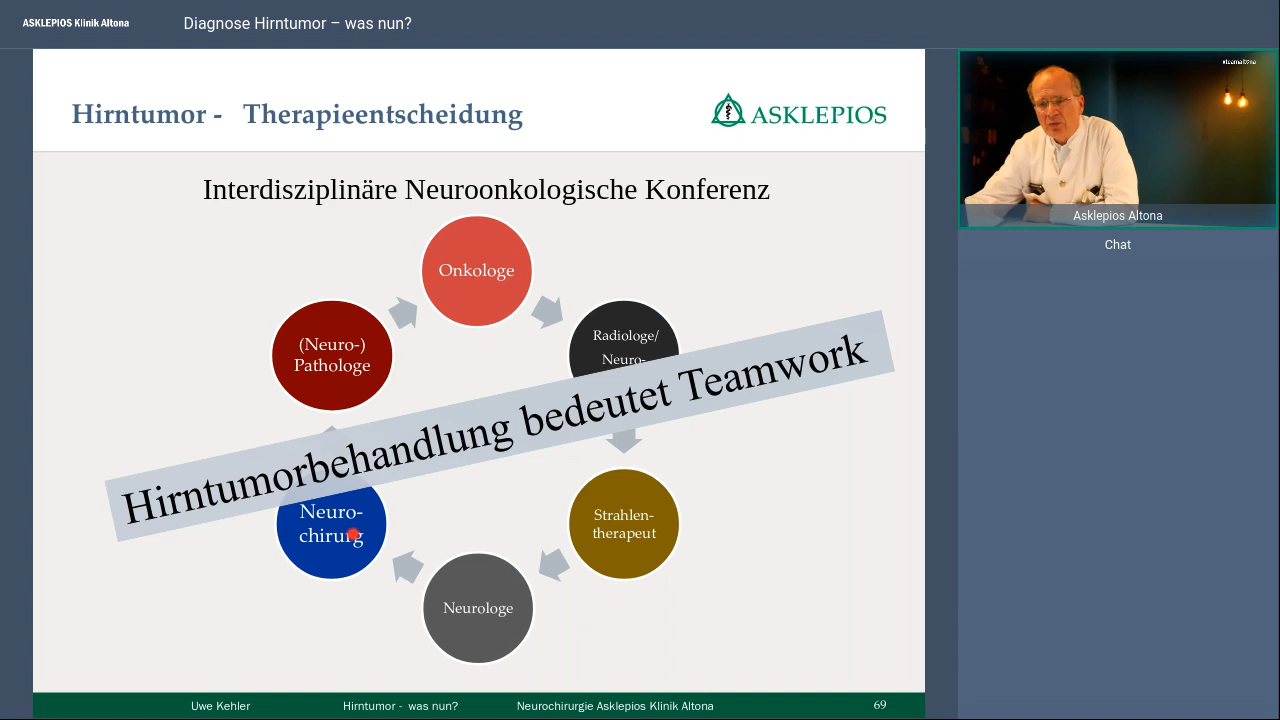 ASKLEPIOS Klinik Altona
Diagnose Hirntumor – was nun?
Hirntumor - Therapieentscheidung
ASKLEPIOS
Interdisziplinäre Neuroonkologische Konferenz
Onkologe
(Neuro-)
Pathologe
Radiologe/
Neuro-
Hirntumorbehandlung bedeutet Teamwork
Neuro-
chirurg
Strahlen-
therapeut
Neurologe
Uwe Kehler
Hirntumor - was nun?
Neurochirurgie Asklepios Klinik Altona
69
#teamaltona
Asklepios Altona
Chat